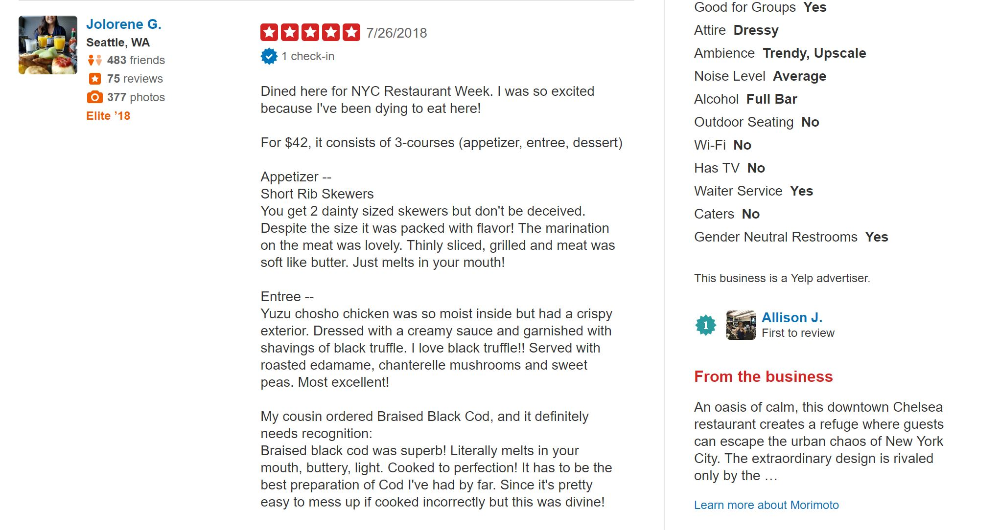 Jolorene G.
Seattle, WA
483 friends
75 reviews
377 photos
Elite ’18
7/26/2018
1 check-in
Dined here for NYC Restaurant Week. I was so excited
because I've been dying to eat here!
For $42, it consists of 3-courses (appetizer, entree, dessert)
Appetizer --
Short Rib Skewers
You get 2 dainty sized skewers but don't be deceived.
Despite the size it was packed with flavor! The marination
on the meat was lovely. Thinly sliced, grilled and meat was
soft like butter. Just melts in your mouth!
Entree --
Yuzu chosho chicken was so moist inside but had a crispy
exterior. Dressed with a creamy sauce and garnished with
shavings of black truffle. I love black truffle!! Served with
roasted edamame, chanterelle mushrooms and sweet
peas. Most excellent!
My cousin ordered Braised Black Cod, and it definitely
needs recognition:
Braised black cod was superb! Literally melts in your
mouth, buttery, light. Cooked to perfection! It has to be the
best preparation of Cod I've had by far. Since it's pretty
easy to mess up if cooked incorrectly but this was divine!
Good for Groups Yes
Attire Dressy
Ambience Trendy, Upscale
Noise Level Average
Alcohol Full Bar
Outdoor Seating No
Wi-Fi No
Has TV No
Waiter Service Yes
Caters No
Gender Neutral Restrooms Yes
This business is a Yelp advertiser.
1
Allison J.
First to review
From the business
An oasis of calm, this downtown Chelsea
restaurant creates a refuge where guests
can escape the urban chaos of New York
City. The extraordinary design is rivaled
only by the …
Learn more about Morimoto